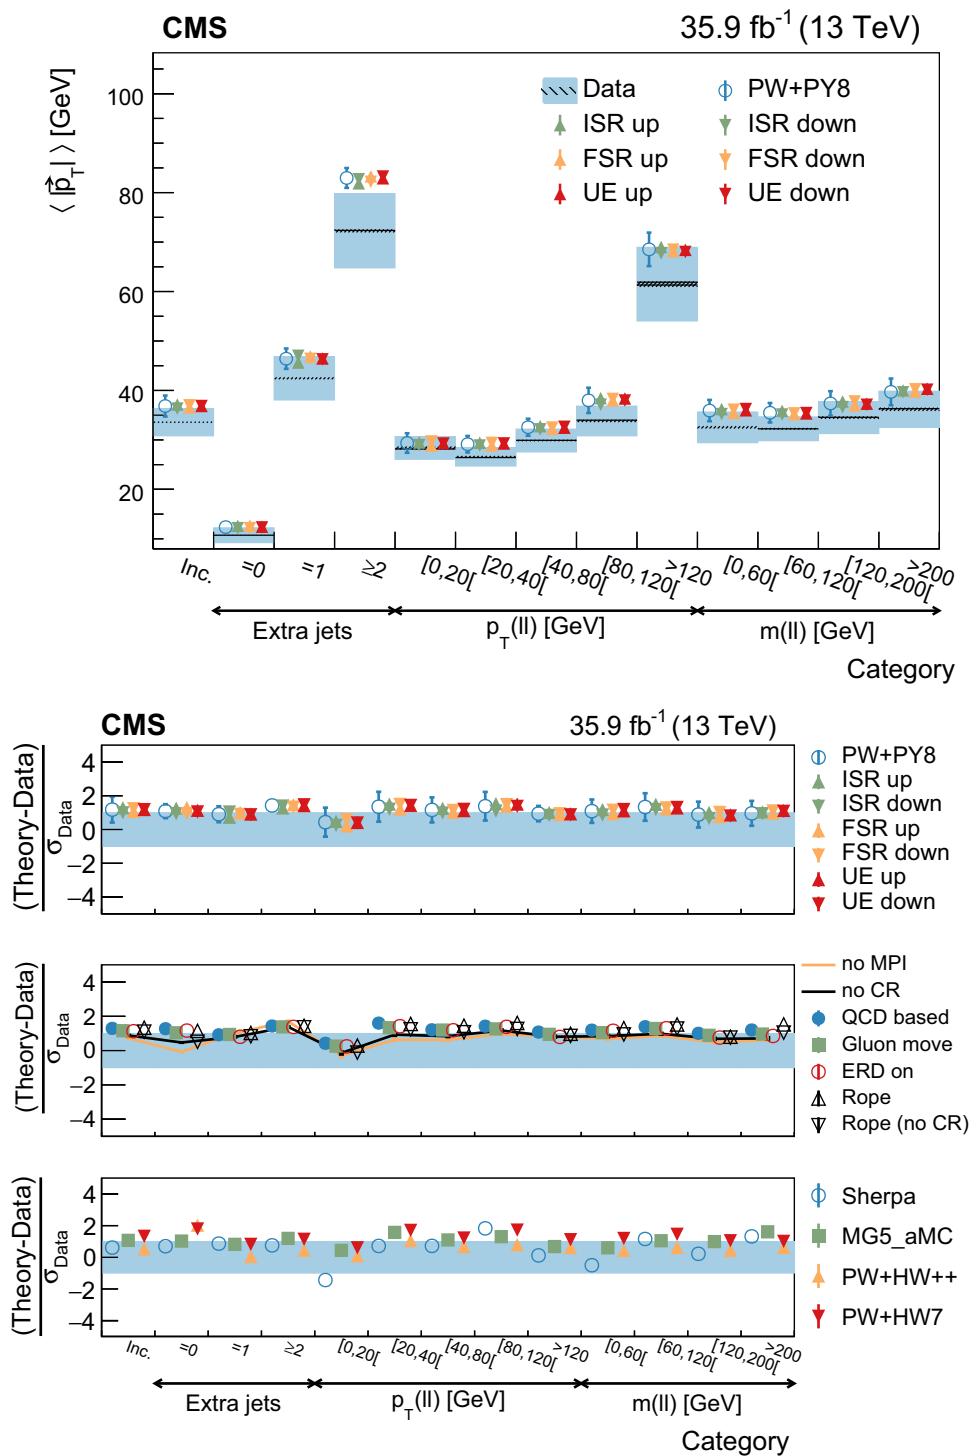 CMS 35.9 fb⁻¹ (13 TeV)
⟨ |p⃗_T| ⟩ [GeV]
100
80
60
40
20
Data
PW+PY8
ISR up
ISR down
FSR up
FSR down
UE up
UE down
Inc. =0 =1 ≥2 [0,20[ [20,40[ [40,80[ [80,120[ >120 [0,60[ [60,120[ [120,200[ >200
Extra jets p_T(ll) [GeV] m(ll) [GeV]
Category
CMS 35.9 fb⁻¹ (13 TeV)
(Theory-Data)
σ_Data
4
2
0
−2
−4
PW+PY8
ISR up
ISR down
FSR up
FSR down
UE up
UE down
(Theory-Data)
σ_Data
4
2
0
−2
−4
no MPI
no CR
QCD based
Gluon move
ERD on
Rope
Rope (no CR)
(Theory-Data)
σ_Data
4
2
0
−2
−4
Sherpa
MG5_aMC
PW+HW++
PW+HW7
Inc. =0 =1 ≥2 [0,20[ [20,40[ [40,80[ [80,120[ >120 [0,60[ [60,120[ [120,200[ >200
Extra jets p_T(ll) [GeV] m(ll) [GeV]
Category